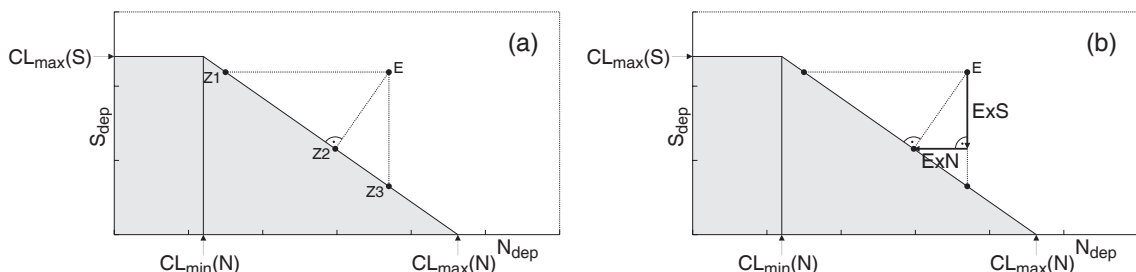 (a)
CLmax(S)
Z1
E
Sdep
Z2
Z3
Ndep
CLmin(N)
CLmax(N)
(b)
CLmax(S)
E
ExS
Sdep
ExN
Ndep
CLmin(N)
CLmax(N)